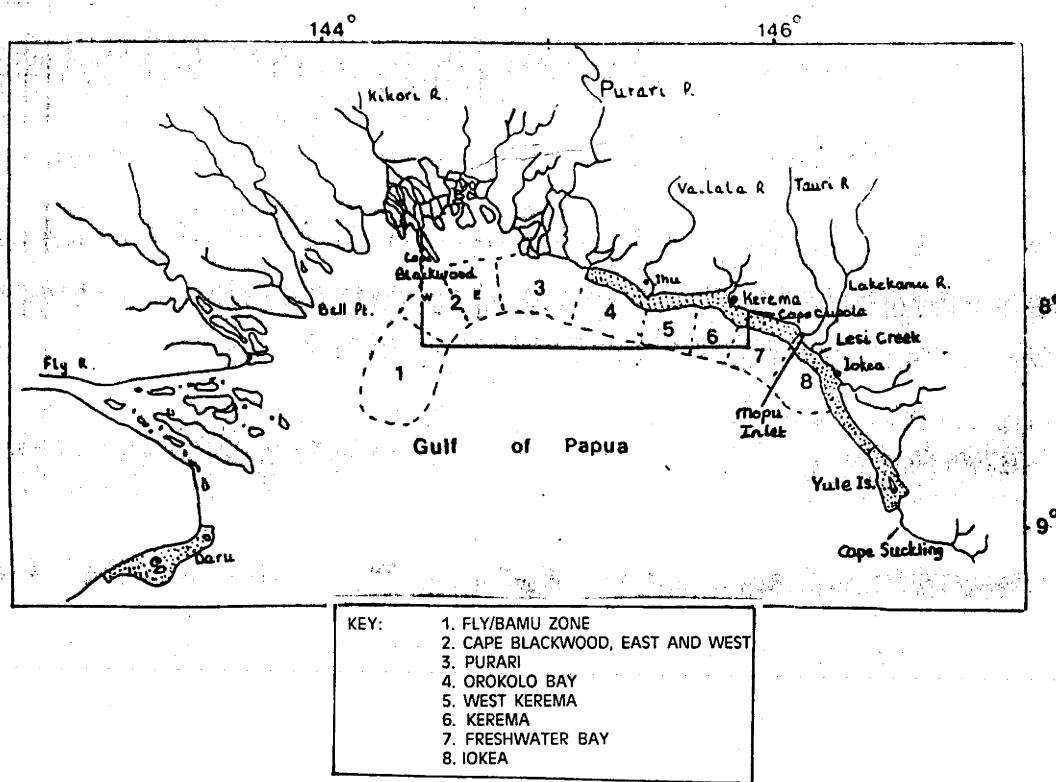 144°
146°
Kikori R.
Purari P.
Vailala R
Tauri R
Lakekamu R.
Cape
Blackwood
W
2
E
3
Ihu
Kerema
Cape Cupola
8°
Bell Pt.
4
5
6
7
8
Lesi Creek
Iokea
Fly R.
1
Mopu
Inlet
Gulf of Papua
Yule Is.
9°
Cape Suckling
Daru
KEY:
1. FLY/BAMU ZONE
2. CAPE BLACKWOOD, EAST AND WEST
3. PURARI
4. OROKOLO BAY
5. WEST KEREMA
6. KEREMA
7. FRESHWATER BAY
8. IOKEA